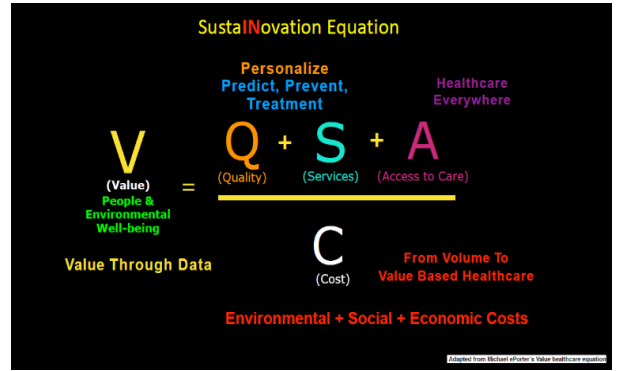 SustaINovation Equation
Personalize
Predict, Prevent,
Treatment
Healthcare
Everywhere
V
(Value)
People &
Environmental
Well-being
=
Q + S + A
(Quality) (Services) (Access to Care)
C
(Cost)
Value Through Data
From Volume To
Value Based Healthcare
Environmental + Social + Economic Costs
Adapted from Michael ePorter's Value healthcare equation